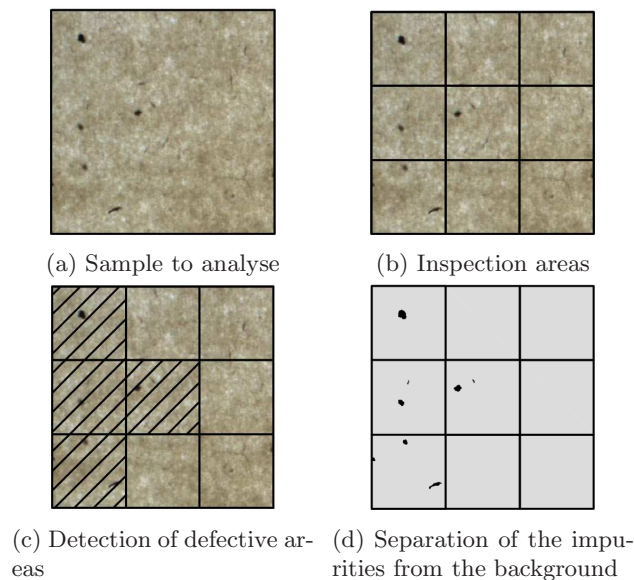 (a) Sample to analyse
(b) Inspection areas
(c) Detection of defective ar-
eas
(d) Separation of the impu-
rities from the background